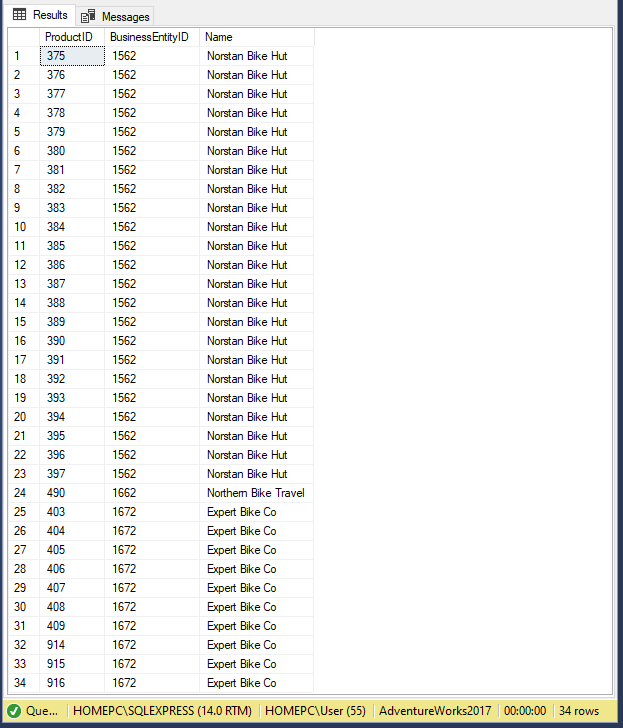 Results Messages
ProductID BusinessEntityID Name
1 375 1562 Norstan Bike Hut
2 376 1562 Norstan Bike Hut
3 377 1562 Norstan Bike Hut
4 378 1562 Norstan Bike Hut
5 379 1562 Norstan Bike Hut
6 380 1562 Norstan Bike Hut
7 381 1562 Norstan Bike Hut
8 382 1562 Norstan Bike Hut
9 383 1562 Norstan Bike Hut
10 384 1562 Norstan Bike Hut
11 385 1562 Norstan Bike Hut
12 386 1562 Norstan Bike Hut
13 387 1562 Norstan Bike Hut
14 388 1562 Norstan Bike Hut
15 389 1562 Norstan Bike Hut
16 390 1562 Norstan Bike Hut
17 391 1562 Norstan Bike Hut
18 392 1562 Norstan Bike Hut
19 393 1562 Norstan Bike Hut
20 394 1562 Norstan Bike Hut
21 395 1562 Norstan Bike Hut
22 396 1562 Norstan Bike Hut
23 397 1562 Norstan Bike Hut
24 490 1662 Northern Bike Travel
25 403 1672 Expert Bike Co
26 404 1672 Expert Bike Co
27 405 1672 Expert Bike Co
28 406 1672 Expert Bike Co
29 407 1672 Expert Bike Co
30 408 1672 Expert Bike Co
31 409 1672 Expert Bike Co
32 914 1672 Expert Bike Co
33 915 1672 Expert Bike Co
34 916 1672 Expert Bike Co
Que... HOMEPC\SQLEXPRESS (14.0 RTM) HOMEPC\User (55) AdventureWorks2017 00:00:00 34 rows